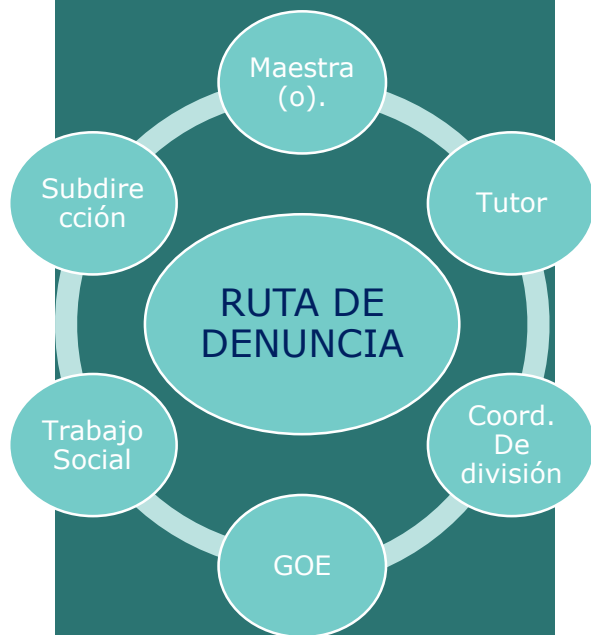 Maestra
(o).
Tutor
Coord.
De
división
GOE
Trabajo
Social
Subdire
cción
RUTA DE
DENUNCIA